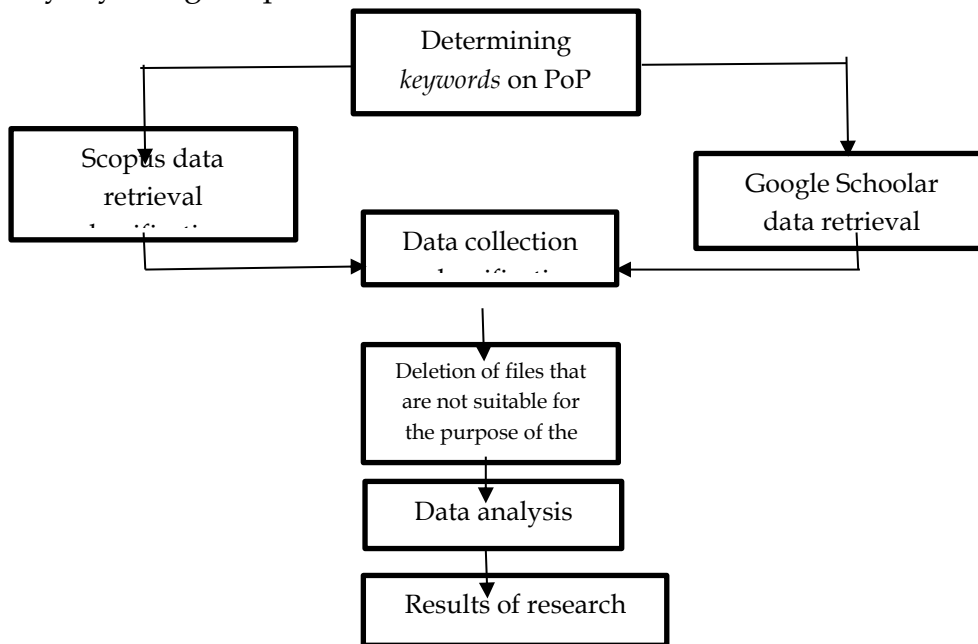 Determining
keywords on PoP
Scopus data
retrieval
Google Schoolar
data retrieval
Data collection
Deletion of files that
are not suitable for
the purpose of the
Data analysis
Results of research